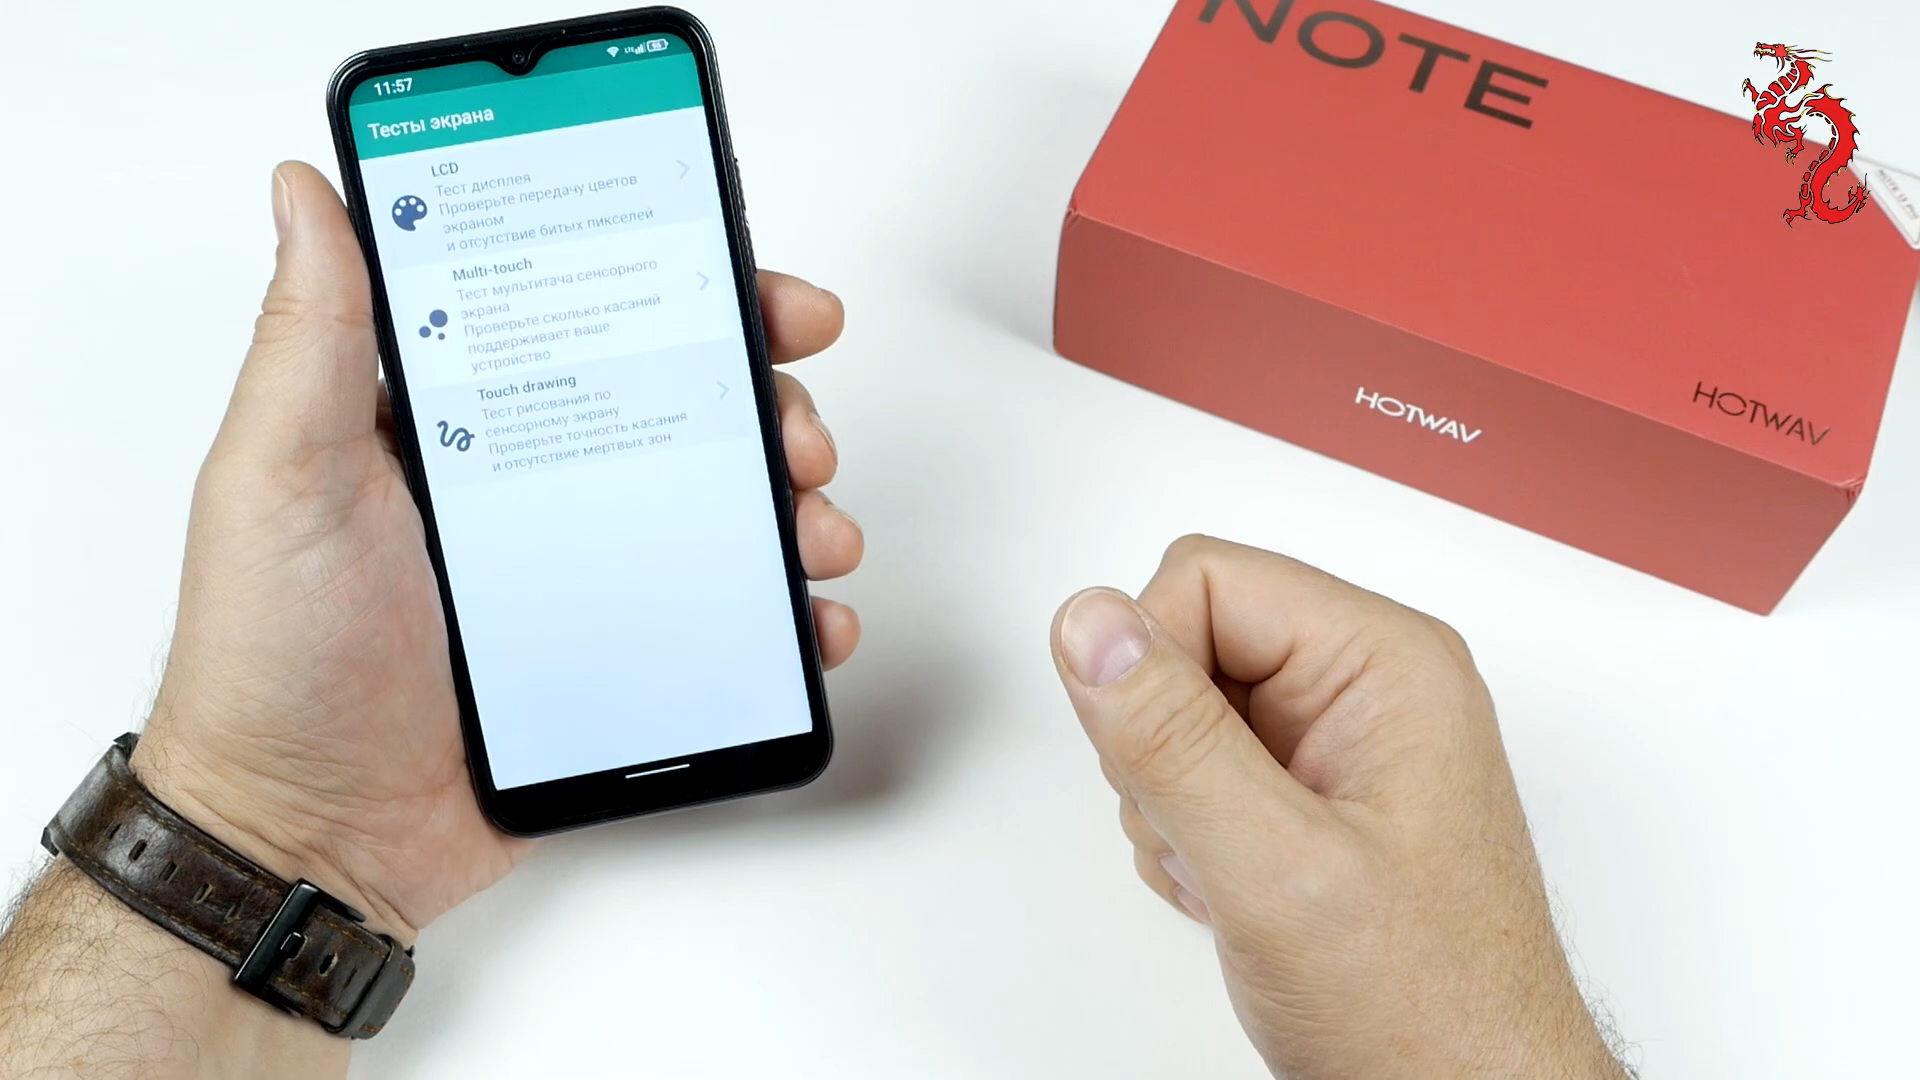 11:57
LTE
Тесты экрана
LCD
Тест дисплея
Проверьте передачу цветов
экраном
и отсутствие битых пикселей
Multi-touch
Тест мультитача сенсорного
экрана
Проверьте сколько касаний
поддерживает ваше
устройство
Touch drawing
Тест рисования по
сенсорному экрану
Проверьте точность касания
и отсутствие мертвых зон
NOTE
HOTWAV
HOTWAV